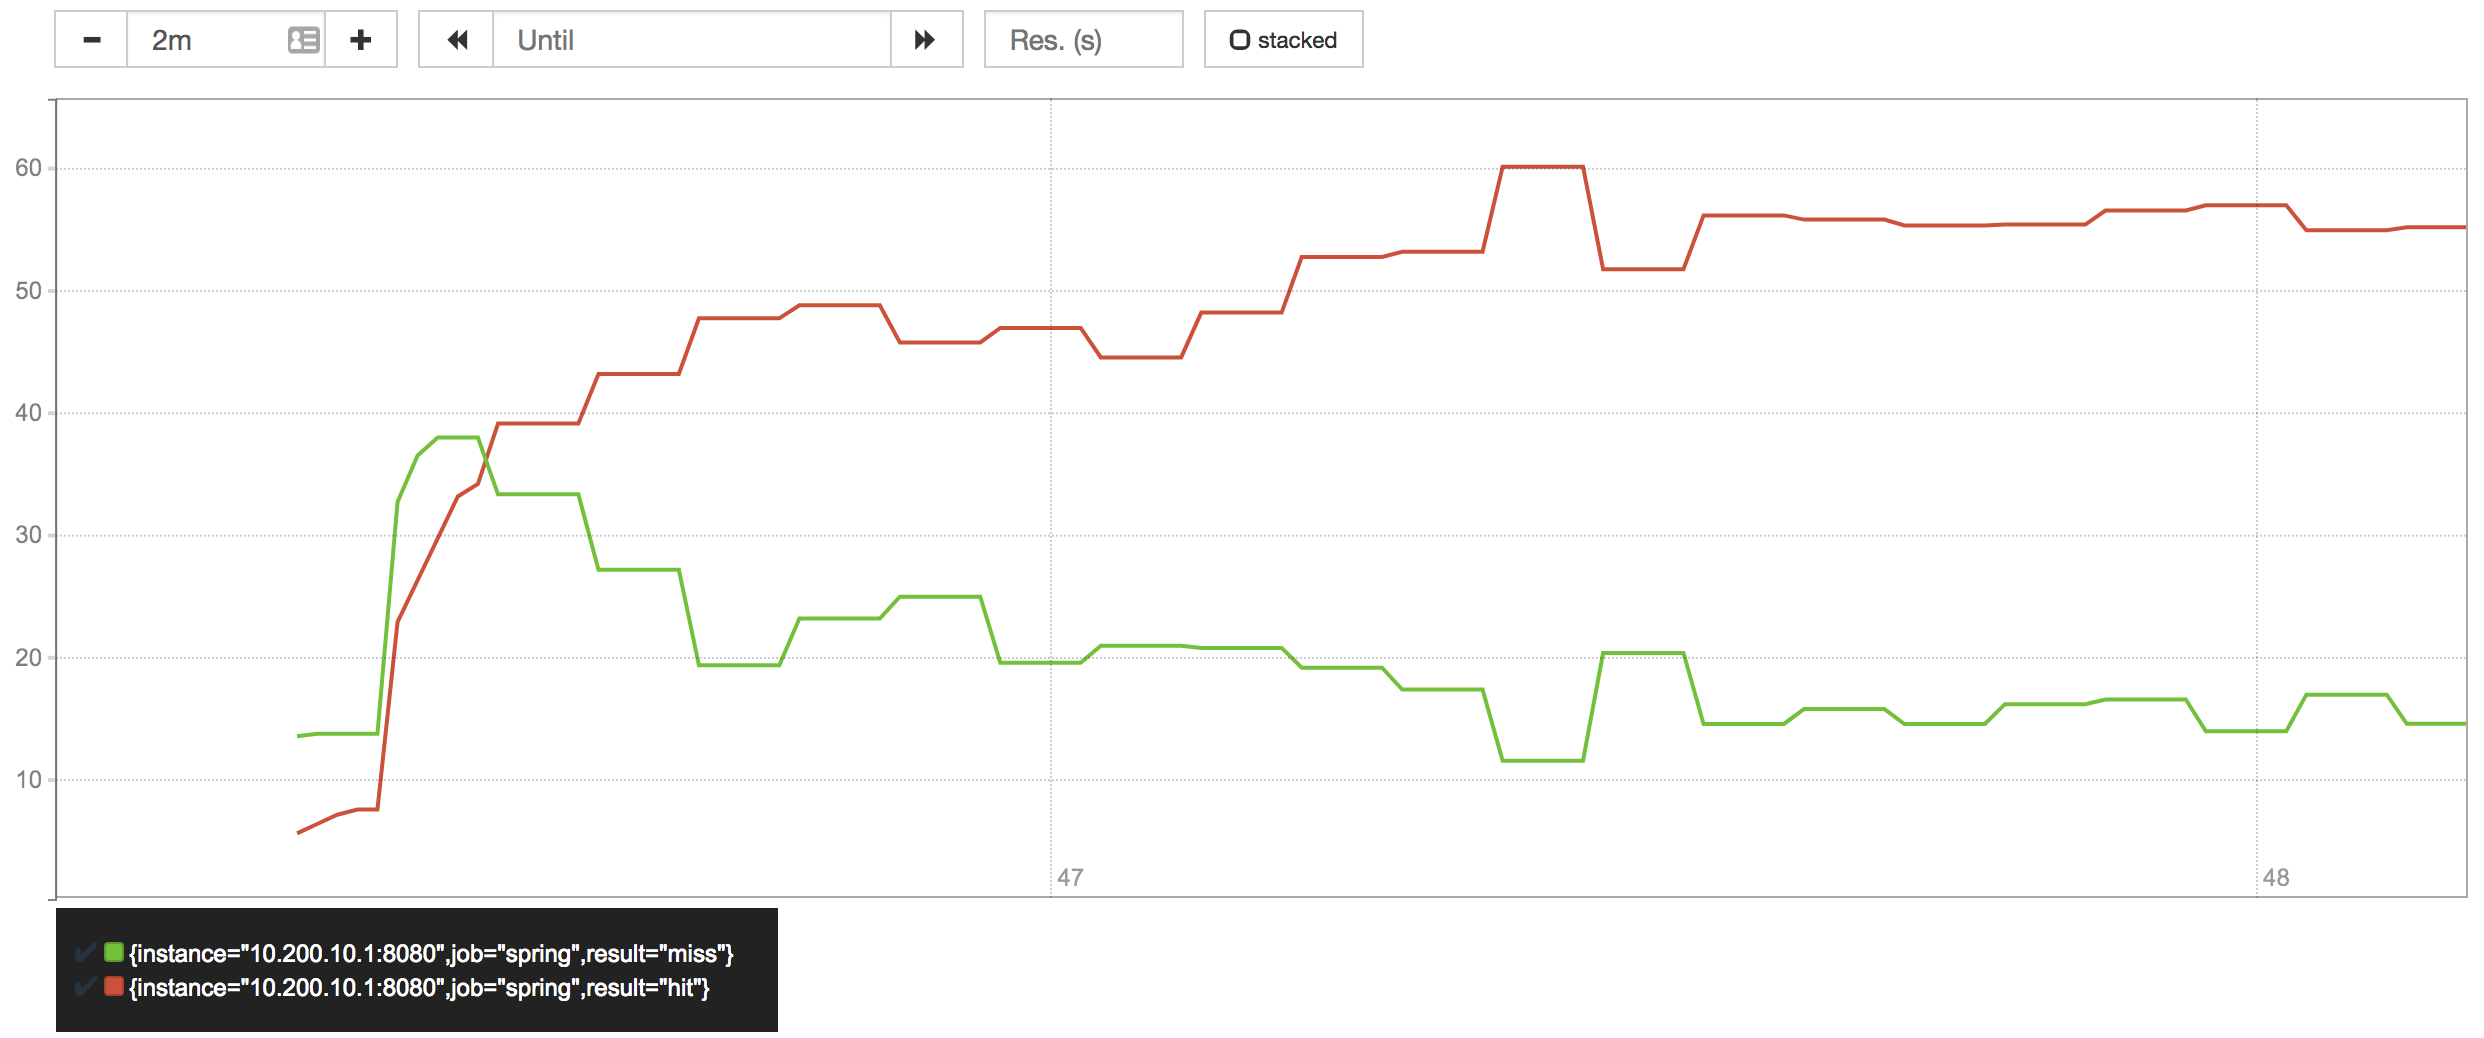 2m Until Res. (s) stacked
60
50
40
30
20
10
47 48
{instance="10.200.10.1:8080",job="spring",result="miss"}
{instance="10.200.10.1:8080",job="spring",result="hit"}